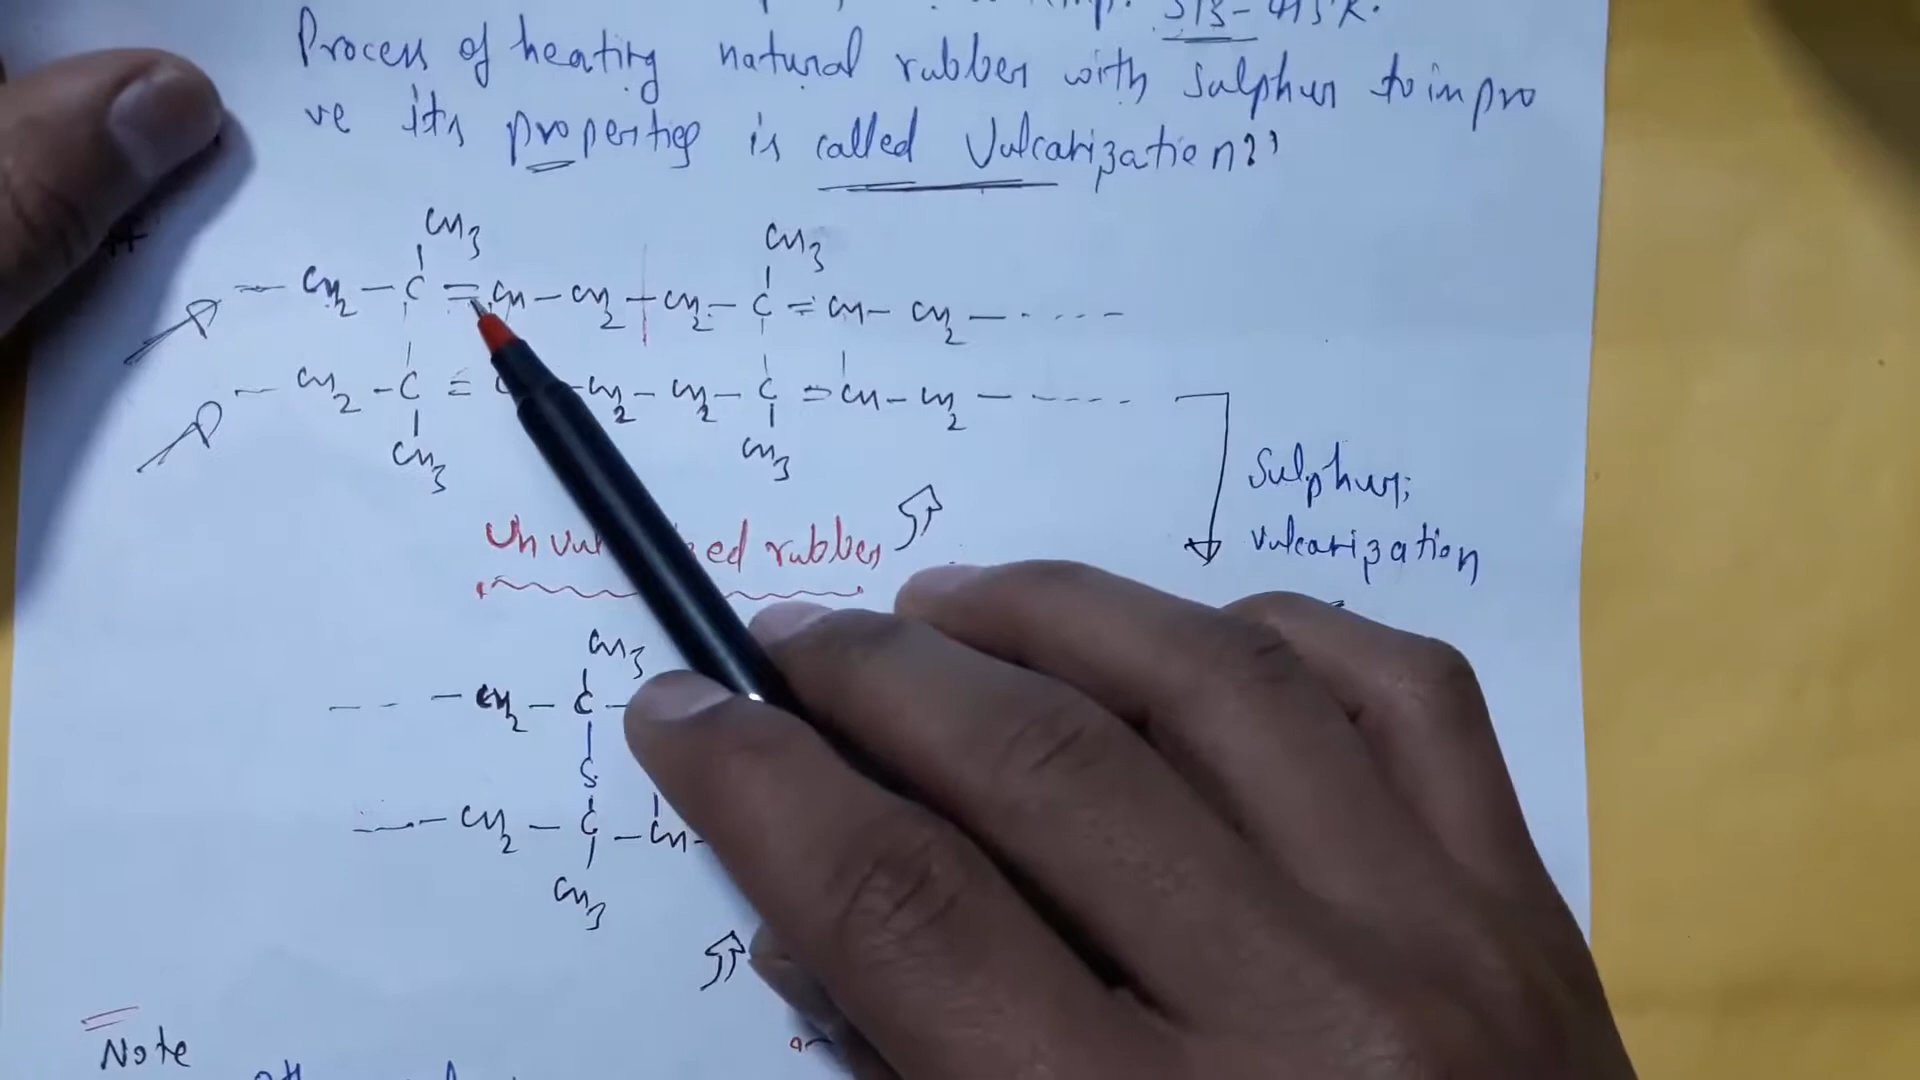 373-415 K.
Process of heating natural rubber with Sulphur to impro
ve its properties is called Vulcanization"
CH3 CH3
-- CH2 - C = CH - CH2 - CH2 - C = CH - CH2 - ----
-- CH2 - C = C - CH2 - CH2 - C = CH - CH2 - ----
CH3 CH3
Sulphur;
vulcanization
rubber
CH3
-- - CH2 - C -
S
--- CH2 - C - CH -
CH3
Note